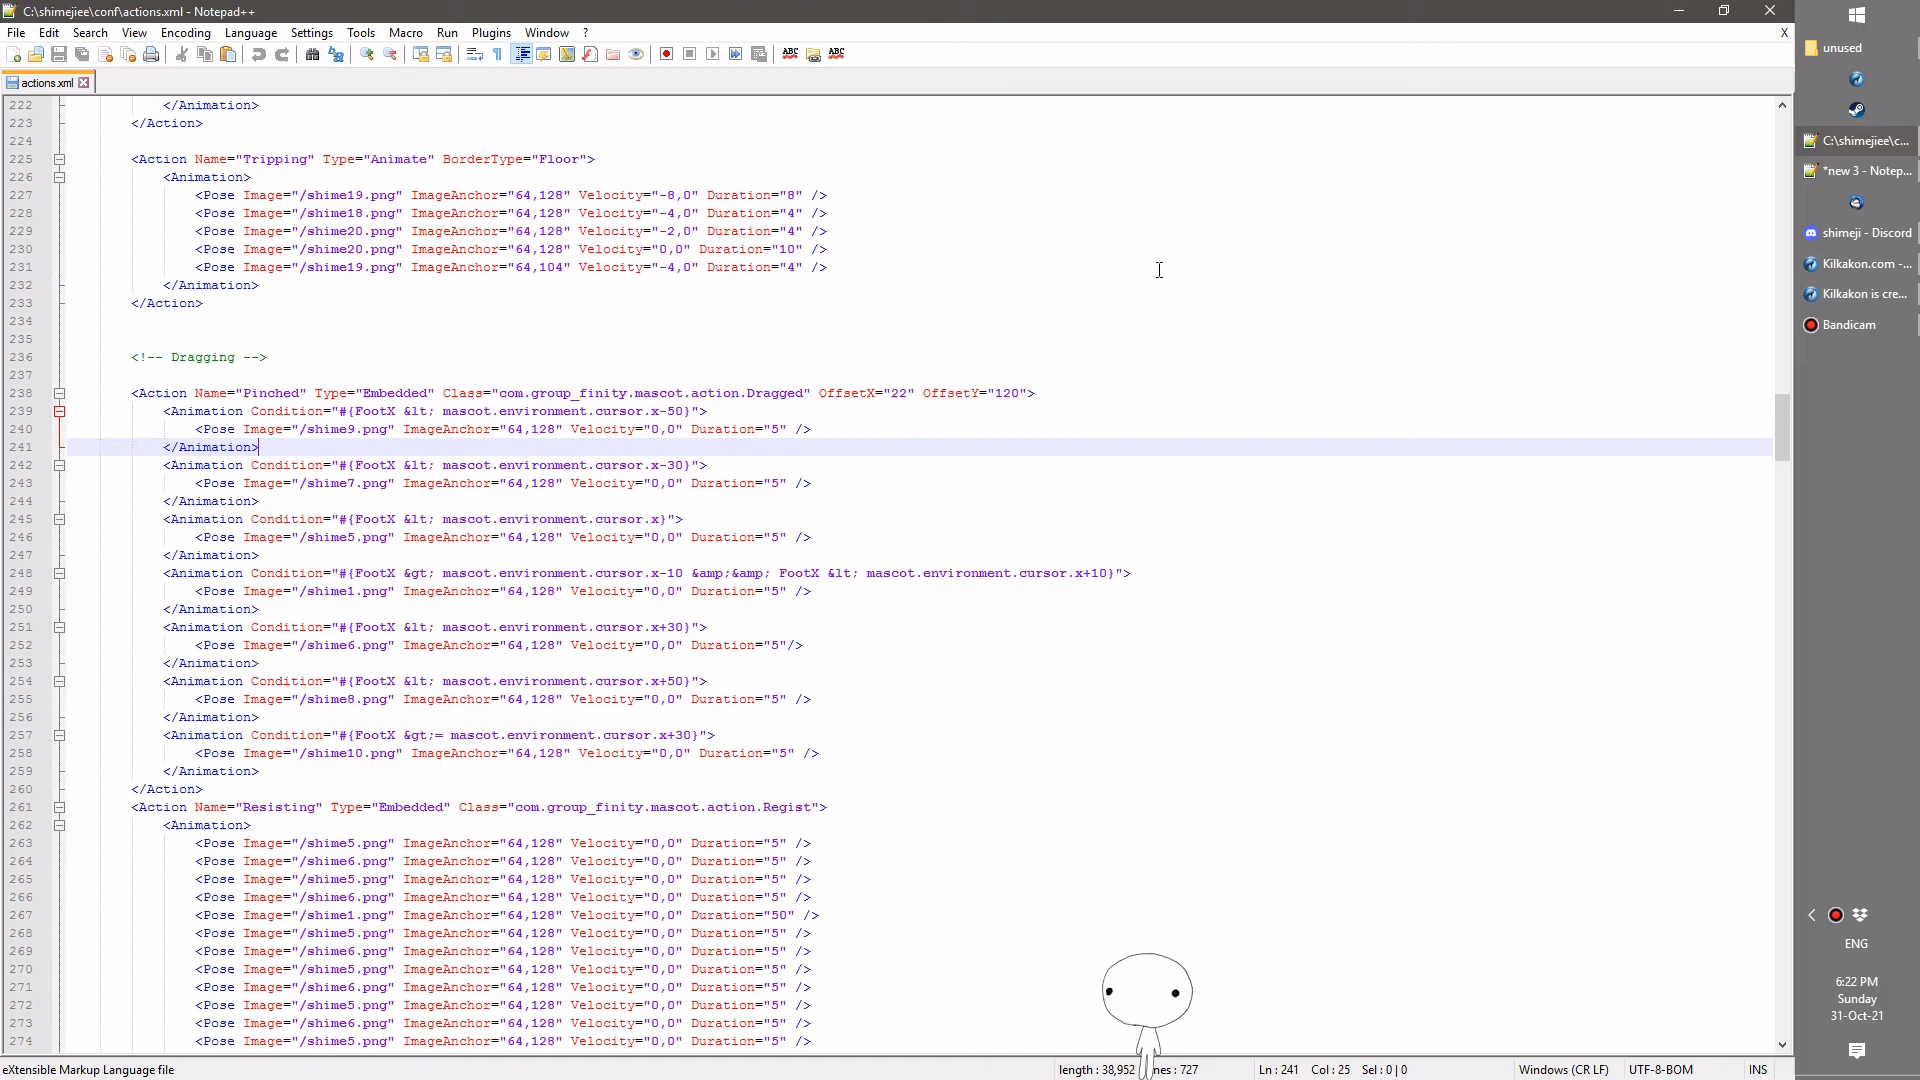 C:\shimejiee\conf\actions.xml - Notepad++
File Edit Search View Encoding Language Settings Tools Macro Run Plugins Window ? X
actions.xml
222 </Animation>
223 </Action>
224
225 <Action Name="Tripping" Type="Animate" BorderType="Floor">
226 <Animation>
227 <Pose Image="/shime19.png" ImageAnchor="64,128" Velocity="-8,0" Duration="8" />
228 <Pose Image="/shime18.png" ImageAnchor="64,128" Velocity="-4,0" Duration="4" />
229 <Pose Image="/shime20.png" ImageAnchor="64,128" Velocity="-2,0" Duration="4" />
230 <Pose Image="/shime20.png" ImageAnchor="64,128" Velocity="0,0" Duration="10" />
231 <Pose Image="/shime19.png" ImageAnchor="64,104" Velocity="-4,0" Duration="4" />
232 </Animation>
233 </Action>
234
235
236 <!-- Dragging -->
237
238 <Action Name="Pinched" Type="Embedded" Class="com.group_finity.mascot.action.Dragged" OffsetX="22" OffsetY="120">
239 <Animation Condition="#{FootX &lt; mascot.environment.cursor.x-50}">
240 <Pose Image="/shime9.png" ImageAnchor="64,128" Velocity="0,0" Duration="5" />
241 </Animation>
242 <Animation Condition="#{FootX &lt; mascot.environment.cursor.x-30}">
243 <Pose Image="/shime7.png" ImageAnchor="64,128" Velocity="0,0" Duration="5" />
244 </Animation>
245 <Animation Condition="#{FootX &lt; mascot.environment.cursor.x}">
246 <Pose Image="/shime5.png" ImageAnchor="64,128" Velocity="0,0" Duration="5" />
247 </Animation>
248 <Animation Condition="#{FootX &gt; mascot.environment.cursor.x-10 &amp;&amp; FootX &lt; mascot.environment.cursor.x+10}">
249 <Pose Image="/shime1.png" ImageAnchor="64,128" Velocity="0,0" Duration="5" />
250 </Animation>
251 <Animation Condition="#{FootX &lt; mascot.environment.cursor.x+30}">
252 <Pose Image="/shime6.png" ImageAnchor="64,128" Velocity="0,0" Duration="5"/>
253 </Animation>
254 <Animation Condition="#{FootX &lt; mascot.environment.cursor.x+50}">
255 <Pose Image="/shime8.png" ImageAnchor="64,128" Velocity="0,0" Duration="5" />
256 </Animation>
257 <Animation Condition="#{FootX &gt;= mascot.environment.cursor.x+30}">
258 <Pose Image="/shime10.png" ImageAnchor="64,128" Velocity="0,0" Duration="5" />
259 </Animation>
260 </Action>
261 <Action Name="Resisting" Type="Embedded" Class="com.group_finity.mascot.action.Regist">
262 <Animation>
263 <Pose Image="/shime5.png" ImageAnchor="64,128" Velocity="0,0" Duration="5" />
264 <Pose Image="/shime6.png" ImageAnchor="64,128" Velocity="0,0" Duration="5" />
265 <Pose Image="/shime5.png" ImageAnchor="64,128" Velocity="0,0" Duration="5" />
266 <Pose Image="/shime6.png" ImageAnchor="64,128" Velocity="0,0" Duration="5" />
267 <Pose Image="/shime1.png" ImageAnchor="64,128" Velocity="0,0" Duration="50" />
268 <Pose Image="/shime5.png" ImageAnchor="64,128" Velocity="0,0" Duration="5" />
269 <Pose Image="/shime6.png" ImageAnchor="64,128" Velocity="0,0" Duration="5" />
270 <Pose Image="/shime5.png" ImageAnchor="64,128" Velocity="0,0" Duration="5" />
271 <Pose Image="/shime6.png" ImageAnchor="64,128" Velocity="0,0" Duration="5" />
272 <Pose Image="/shime5.png" ImageAnchor="64,128" Velocity="0,0" Duration="5" />
273 <Pose Image="/shime6.png" ImageAnchor="64,128" Velocity="0,0" Duration="5" />
274 <Pose Image="/shime5.png" ImageAnchor="64,128" Velocity="0,0" Duration="5" />
eXtensible Markup Language file length : 38,952 nes : 727 Ln : 241 Col : 25 Sel : 0 | 0 Windows (CR LF) UTF-8-BOM INS
unused
C:\shimejiee\c...
*new 3 - Notep...
shimeji - Discord
Kilkakon.com -...
Kilkakon is cre...
Bandicam
ENG
6:22 PM
Sunday
31-Oct-21